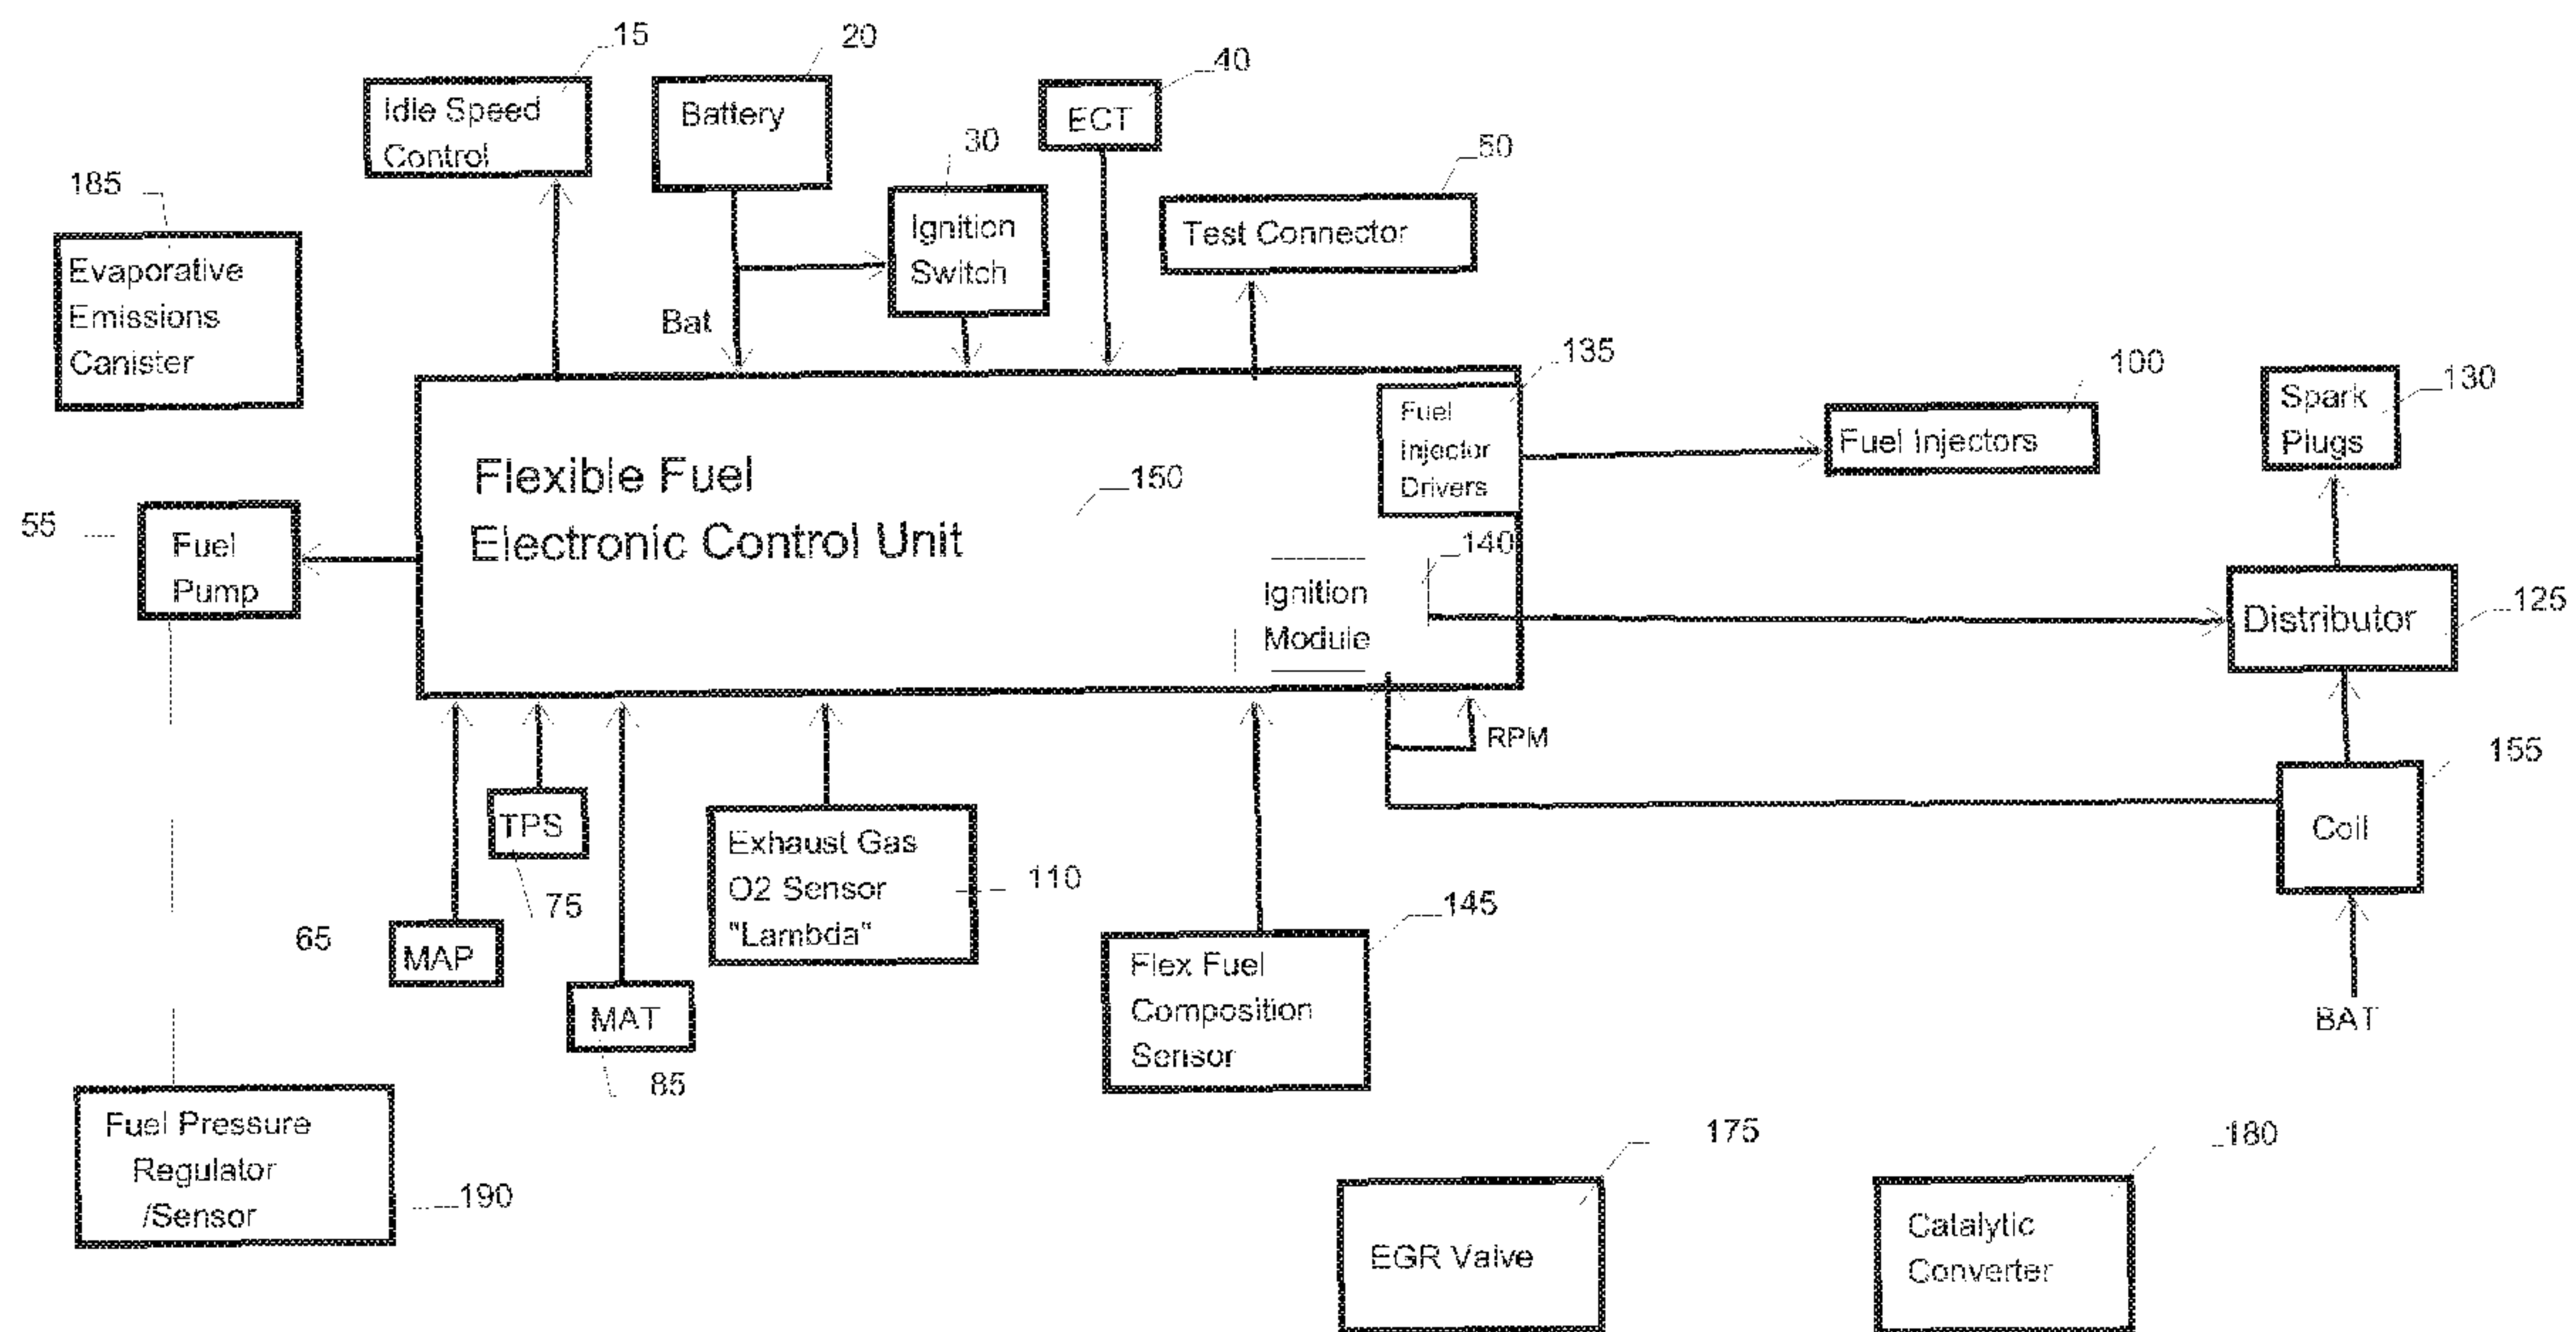 15
20
40
Idle Speed
Control
Battery
ECT
30
50
185
Ignition
Switch
Test Connector
Evaporative
Emissions
Canister
Bat
135
100
130
Fuel
Injector
Drivers
Fuel Injectors
Spark
Plugs
Flexible Fuel
Electronic Control Unit
150
55
Fuel
Pump
140
Ignition
Module
Distributor
125
RPM
155
Coil
TPS
75
Exhaust Gas
O2 Sensor
"Lambda"
110
145
65
MAP
MAT
85
Flex Fuel
Composition
Sensor
BAT
Fuel Pressure
Regulator
/Sensor
190
175
180
EGR Valve
Catalytic
Converter